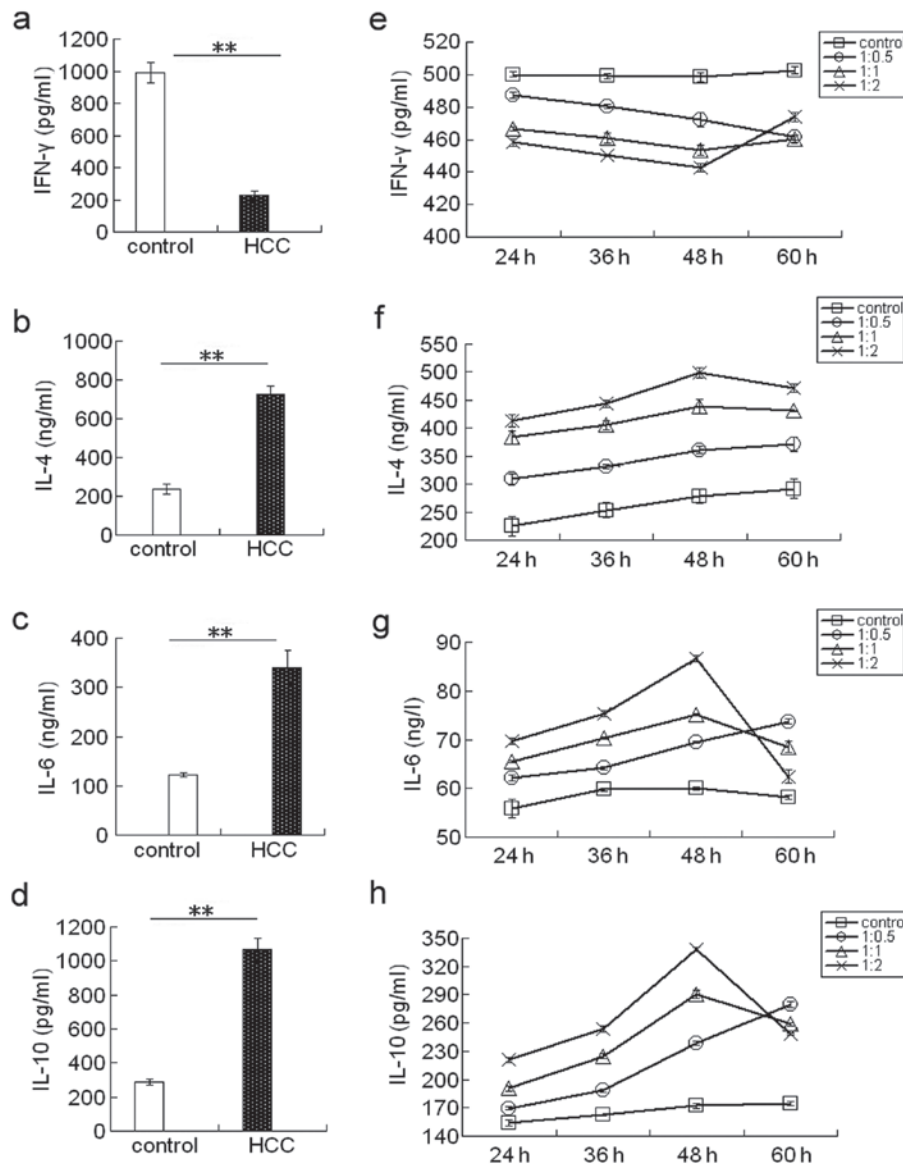 a
**
1200
1000
800
600
400
200
0
IFN-γ (pg/ml)
control HCC
e
control
1:0.5
1:1
1:2
520
500
480
460
440
420
400
IFN-γ (pg/ml)
24 h 36 h 48 h 60 h
b
**
1000
800
600
400
200
0
IL-4 (ng/ml)
control HCC
f
control
1:0.5
1:1
1:2
550
500
450
400
350
300
250
200
IL-4 (ng/ml)
24 h 36 h 48 h 60 h
c
**
400
300
200
100
0
IL-6 (ng/ml)
control HCC
g
control
1:0.5
1:1
1:2
90
80
70
60
50
IL-6 (ng/l)
24 h 36 h 48 h 60 h
d
**
1200
1000
800
600
400
200
0
IL-10 (pg/ml)
control HCC
h
control
1:0.5
1:1
1:2
350
290
260
230
200
170
140
IL-10 (pg/ml)
24 h 36 h 48 h 60 h